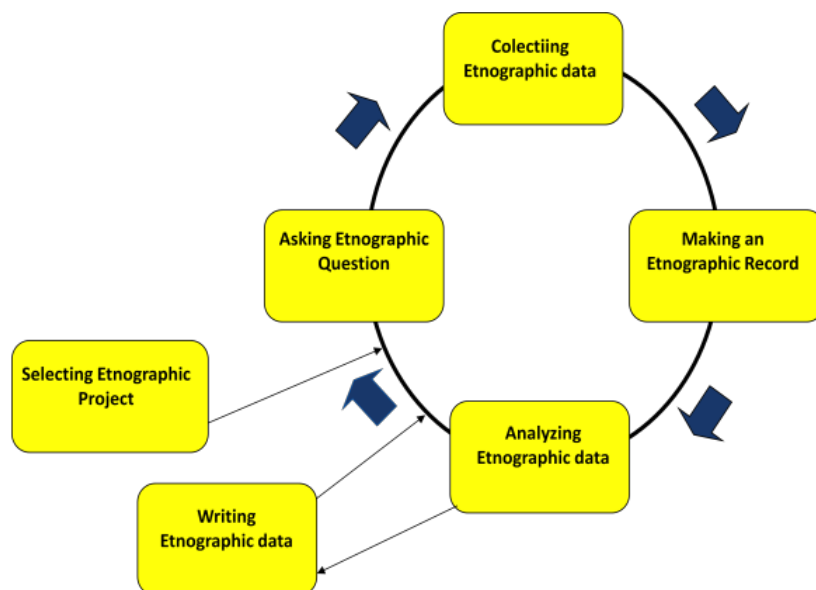 Colectiing
Etnographic data
Asking Etnographic
Question
Making an
Etnographic Record
Selecting Etnographic
Project
Analyzing
Etnographic data
Writing
Etnographic data